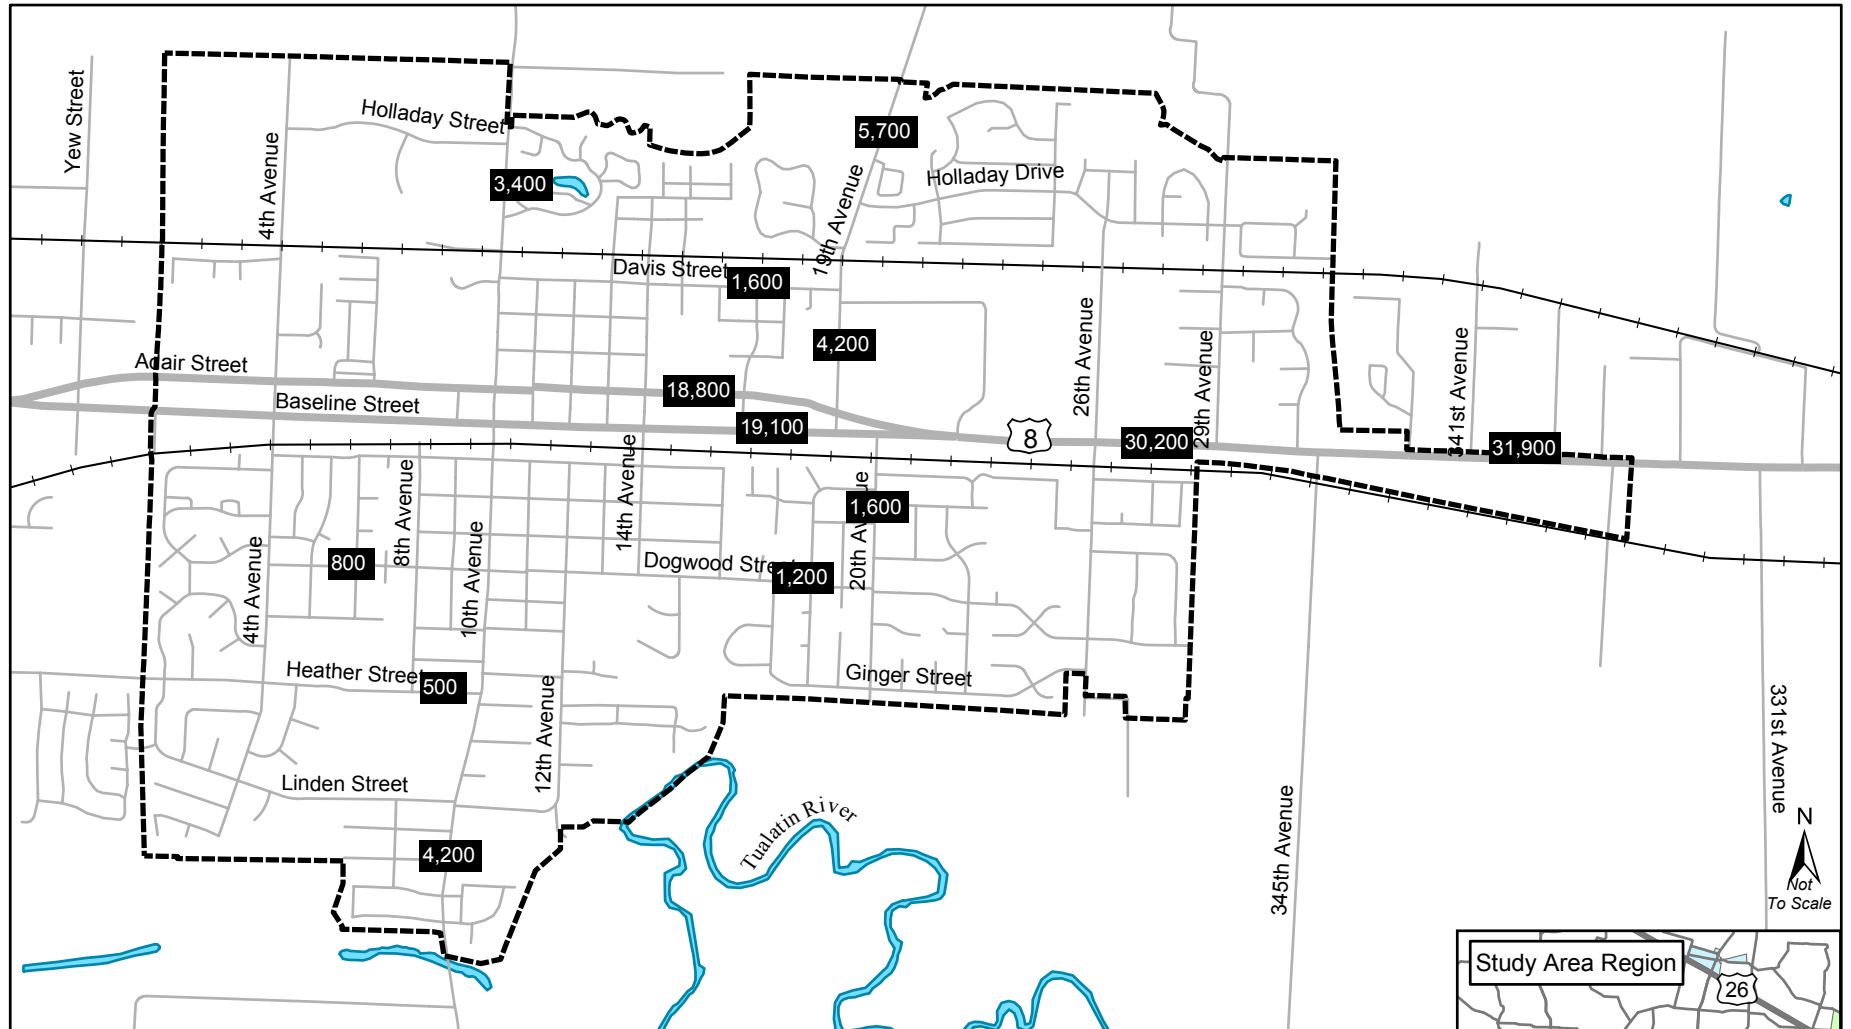 Yew Street
4th Avenue
Holladay Street
3,400
5,700
19th Avenue
Holladay Drive
Davis Street
1,600
4,200
26th Avenue
29th Avenue
341st Avenue
Adair Street
18,800
Baseline Street
19,100
8
30,200
31,900
8th Avenue
14th Avenue
20th Avenue
1,600
4th Avenue
800
10th Avenue
Dogwood Street
1,200
Heather Street
500
12th Avenue
Ginger Street
Linden Street
4,200
Tualatin River
345th Avenue
331st Avenue
N
Not
To Scale
Study Area Region
26